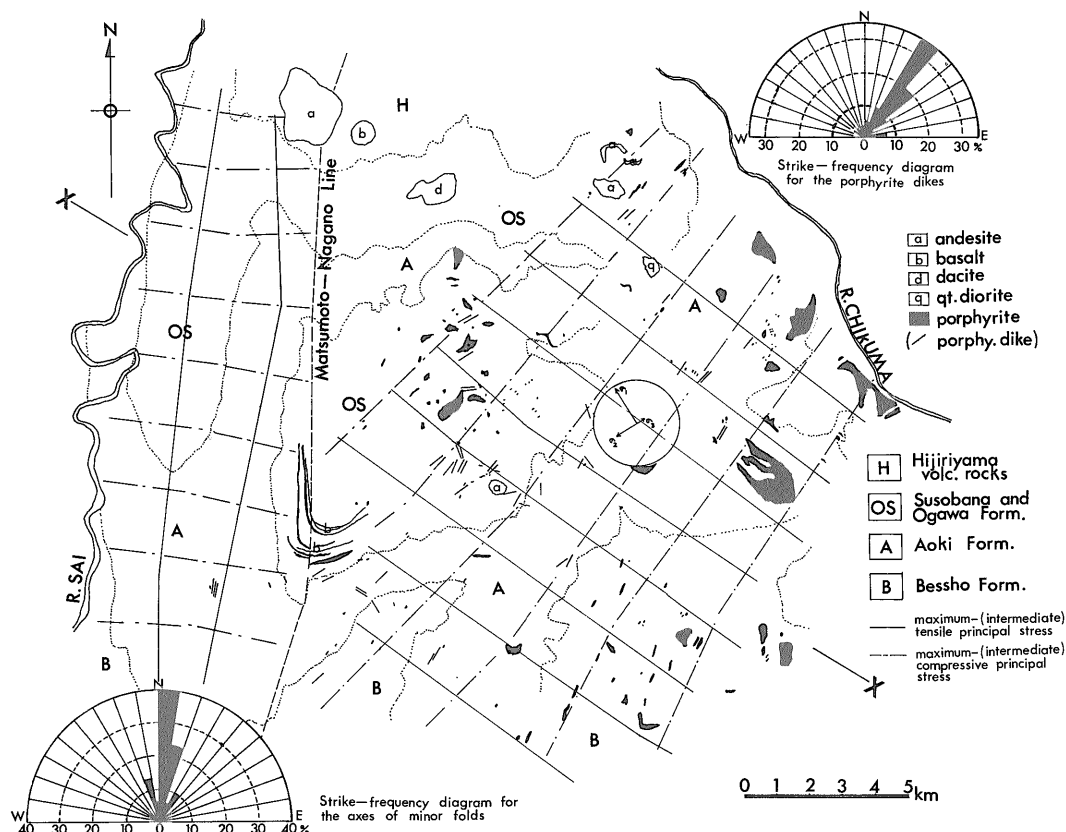 N
H
a
b
d
a
OS
Matsumoto—Nagano Line
X
A
q
A
OS
OS
R. CHIKUMA
σ1
σ2
σ3
a
b
b
A
A
R. SAI
B
B
B
X
N
W
E
30 20 10 0 10 20 30 %
Strike—frequency diagram
for the porphyrite dikes
a andesite
b basalt
d dacite
q qt. diorite
porphyrite
( / porphy. dike)
H Hijiriyama
volc. rocks
OS Susobana and
Ogawa Form.
A Aoki Form.
B Bessho Form.
maximum-(intermediate)
tensile principal stress
maximum-(intermediate)
compressive principal
stress
N
W
E
40 30 20 10 0 10 20 30 40 %
Strike—frequency diagram for
the axes of minor folds
0 1 2 3 4 5 km